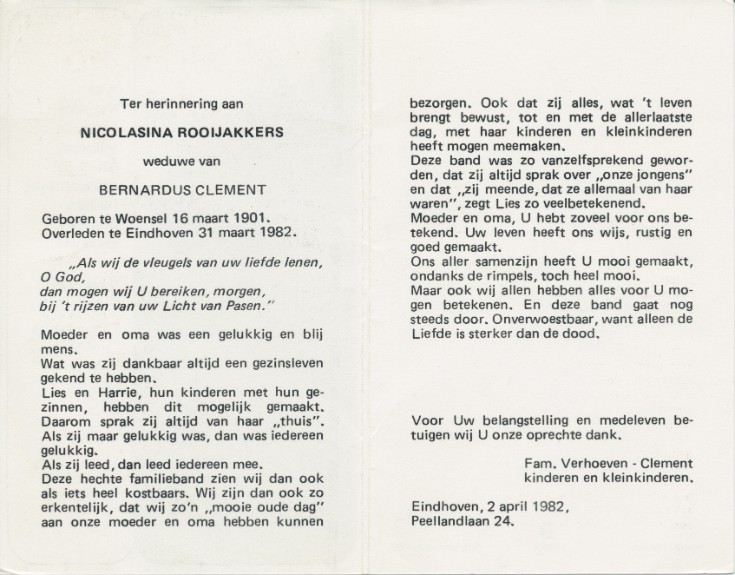 Ter herinnering aan
NICOLASINA ROOIJAKKERS
weduwe van
BERNARDUS CLEMENT
Geboren te Woensel 16 maart 1901.
Overleden te Eindhoven 31 maart 1982.
„Als wij de vleugels van uw liefde lenen,
O God,
dan mogen wij U bereiken, morgen,
bij 't rijzen van uw Licht van Pasen."
Moeder en oma was een gelukkig en blij
mens.
Wat was zij dankbaar altijd een gezinsleven
gekend te hebben.
Lies en Harrie, hun kinderen met hun ge-
zinnen, hebben dit mogelijk gemaakt.
Daarom sprak zij altijd van haar „thuis".
Als zij maar gelukkig was, dan was iedereen
gelukkig.
Als zij leed, dan leed iedereen mee.
Deze hechte familieband zien wij dan ook
als iets heel kostbaars. Wij zijn dan ook zo
erkentelijk, dat wij zo'n „mooie oude dag"
aan onze moeder en oma hebben kunnen
bezorgen. Ook dat zij alles, wat 't leven
brengt bewust, tot en met de allerlaatste
dag, met haar kinderen en kleinkinderen
heeft mogen meemaken.
Deze band was zo vanzelfsprekend gewor-
den, dat zij altijd sprak over „onze jongens"
en dat „zij meende, dat ze allemaal van haar
waren", zegt Lies zo veelbetekenend.
Moeder en oma, U hebt zoveel voor ons be-
tekend. Uw leven heeft ons wijs, rustig en
goed gemaakt.
Ons aller samenzijn heeft U mooi gemaakt,
ondanks de rimpels, toch heel mooi.
Maar ook wij allen hebben alles voor U mo-
gen betekenen. En deze band gaat nog
steeds door. Onverwoestbaar, want alleen de
Liefde is sterker dan de dood.
Voor Uw belangstelling en medeleven be-
tuigen wij U onze oprechte dank.
Fam. Verhoeven - Clement
kinderen en kleinkinderen.
Eindhoven, 2 april 1982,
Peellandlaan 24.